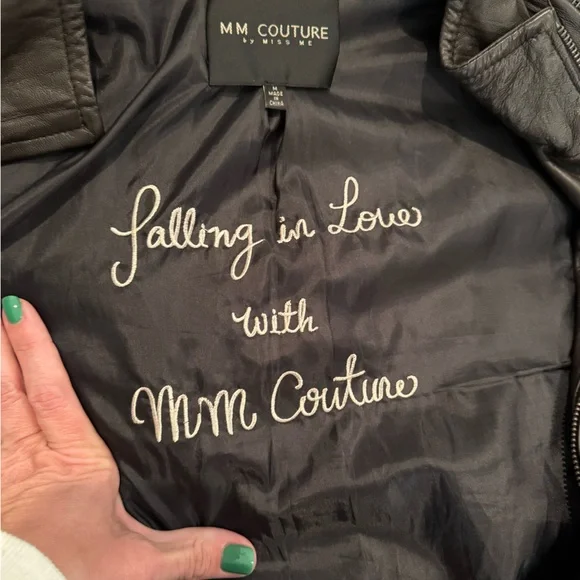 MM COUTURE
by MISS ME
M
MADE
IN
CHINA
falling in Love
with
MM Couture